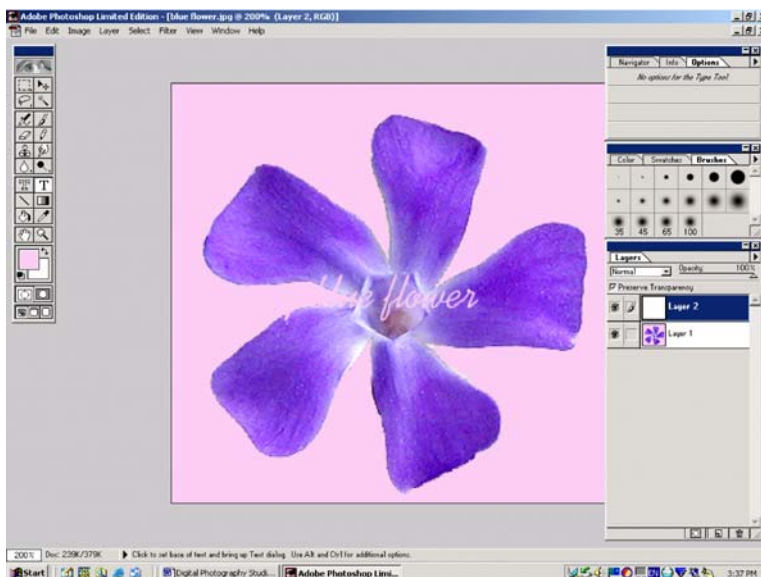 Adobe Photoshop Limited Edition - [blue flower.jpg @ 200% (Layer 2, RGB)]
File Edit Image Layer Select Filter View Window Help
Navigator Info Options
No options for the Type Tool
Color Swatches Brushes
35 45 65 100
Layers
Normal Opacity: 100 %
Preserve Transparency
Layer 2
Layer 1
blue flower
200% Doc: 239K/379K Click to set base of text and bring up Text dialog. Use Alt and Ctrl for additional options.
Start Digital Photography Studi... Adobe Photoshop Limi... 3:37 PM